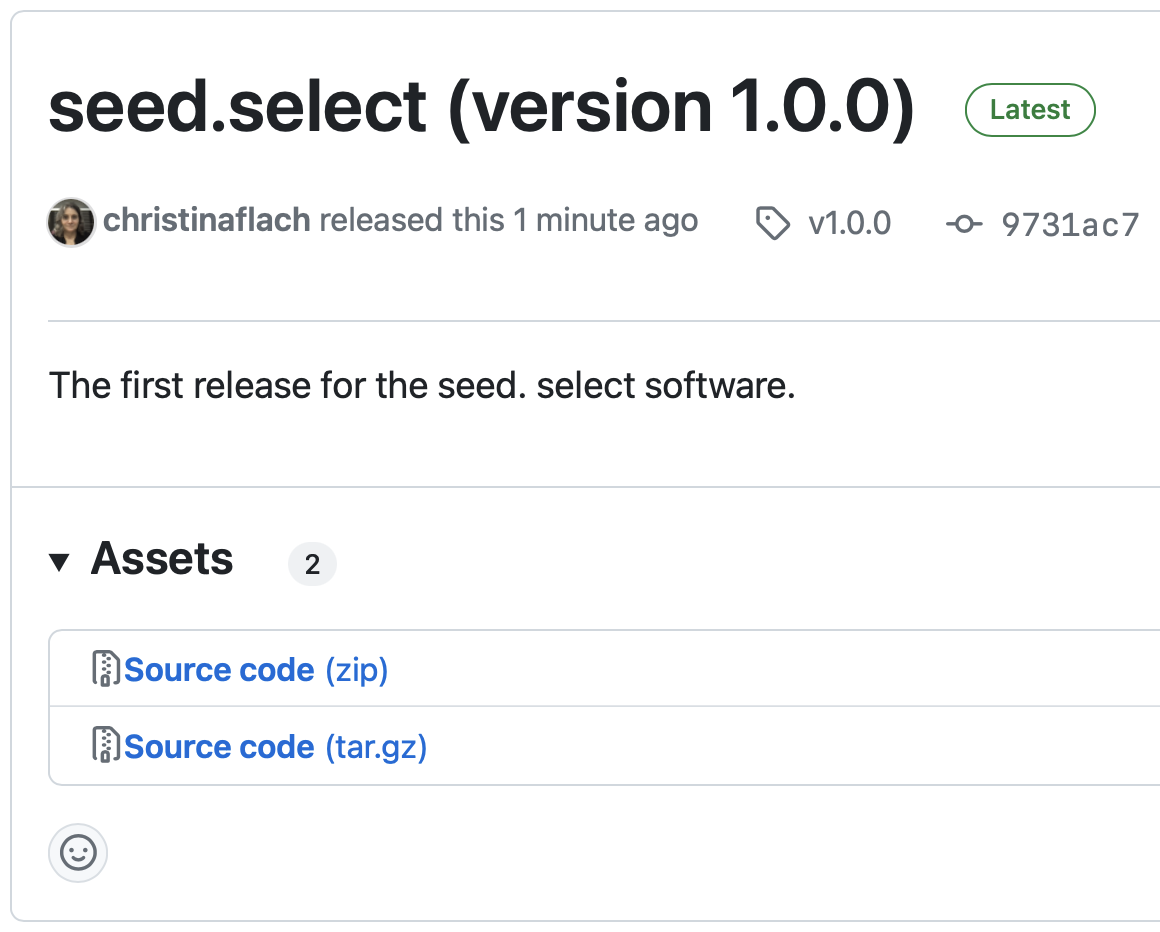 seed.select (version 1.0.0) Latest
christinaflach released this 1 minute ago v1.0.0 9731ac7
The first release for the seed. select software.
Assets 2
Source code (zip)
Source code (tar.gz)